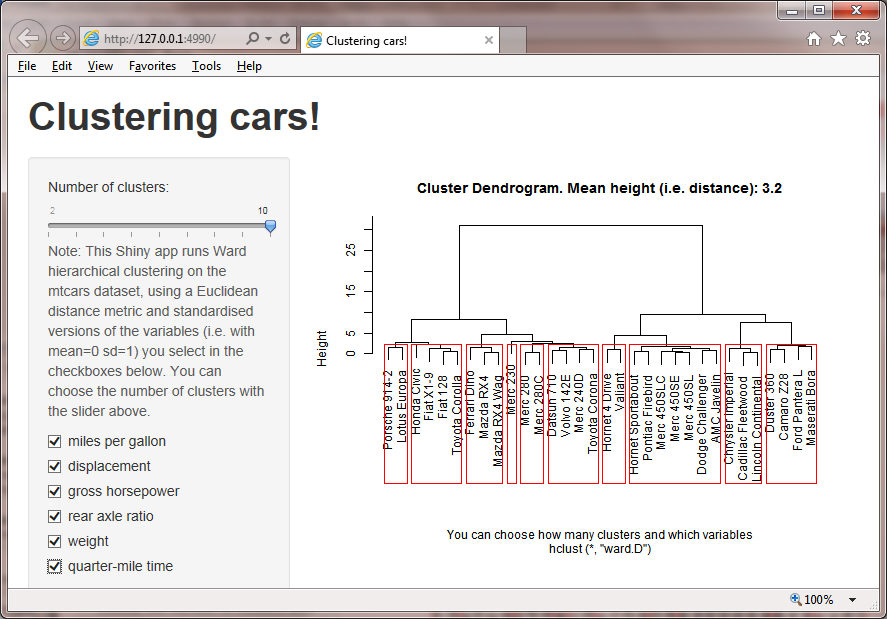 http://127.0.0.1:4990/
Clustering cars!
File Edit View Favorites Tools Help
Clustering cars!
Number of clusters:
2 10
Note: This Shiny app runs Ward
hierarchical clustering on the
mtcars dataset, using a Euclidean
distance metric and standardised
versions of the variables (i.e. with
mean=0 sd=1) you select in the
checkboxes below. You can
choose the number of clusters with
the slider above.
miles per gallon
displacement
gross horsepower
rear axle ratio
weight
quarter-mile time
Cluster Dendrogram. Mean height (i.e. distance): 3.2
Height
0 5 15 25
Porsche 914-2
Lotus Europa
Honda Civic
Fiat X1-9
Fiat 128
Toyota Corolla
Ferrari Dino
Mazda RX4
Mazda RX4 Wag
Merc 230
Merc 280
Merc 280C
Datsun 710
Volvo 142E
Merc 240D
Toyota Corona
Hornet 4 Drive
Valiant
Hornet Sportabout
Pontiac Firebird
Merc 450SLC
Merc 450SE
Merc 450SL
Dodge Challenger
AMC Javelin
Chrysler Imperial
Cadillac Fleetwood
Lincoln Continental
Duster 360
Camaro Z28
Ford Pantera L
Maserati Bora
You can choose how many clusters and which variables
hclust (*, "ward.D")
100%